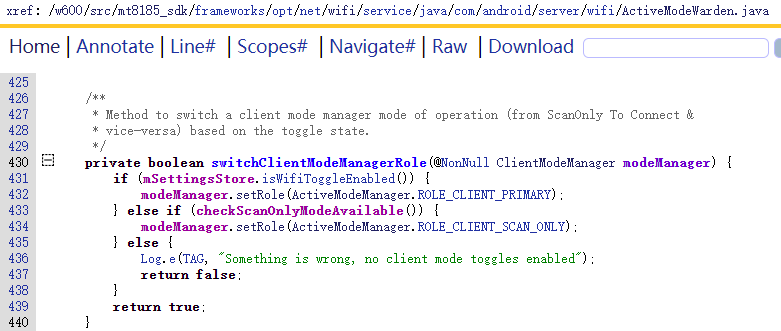 xref: /w600/src/mt8185_sdk/frameworks/opt/net/wifi/service/java/com/android/server/wifi/ActiveModeWarden.java
Home | Annotate | Line# | Scopes# | Navigate# | Raw | Download
425
426 /**
427 * Method to switch a client mode manager mode of operation (from ScanOnly To Connect &
428 * vice-versa) based on the toggle state.
429 */
430 private boolean switchClientModeManagerRole(@NonNull ClientModeManager modeManager) {
431 if (mSettingsStore.isWifiToggleEnabled()) {
432 modeManager.setRole(ActiveModeManager.ROLE_CLIENT_PRIMARY);
433 } else if (checkScanOnlyModeAvailable()) {
434 modeManager.setRole(ActiveModeManager.ROLE_CLIENT_SCAN_ONLY);
435 } else {
436 Log.e(TAG, "Something is wrong, no client mode toggles enabled");
437 return false;
438 }
439 return true;
440 }